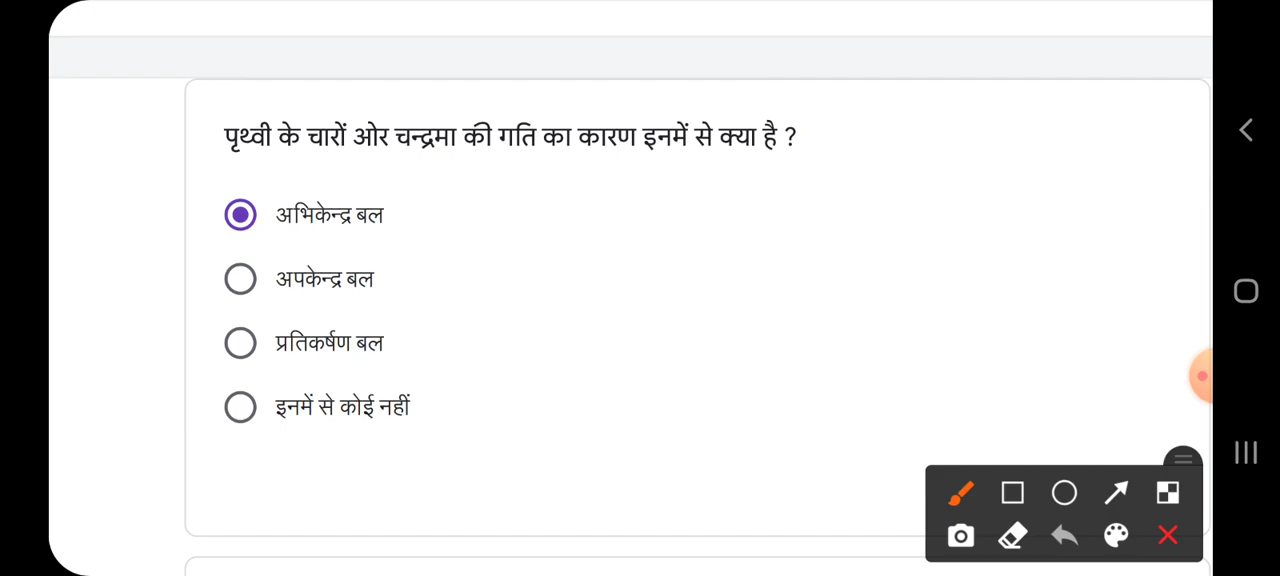 पृथ्वी के चारों ओर चन्द्रमा की गति का कारण इनमें से क्या है ?
अभिकेन्द्र बल
अपकेन्द्र बल
प्रतिकर्षण बल
इनमें से कोई नहीं